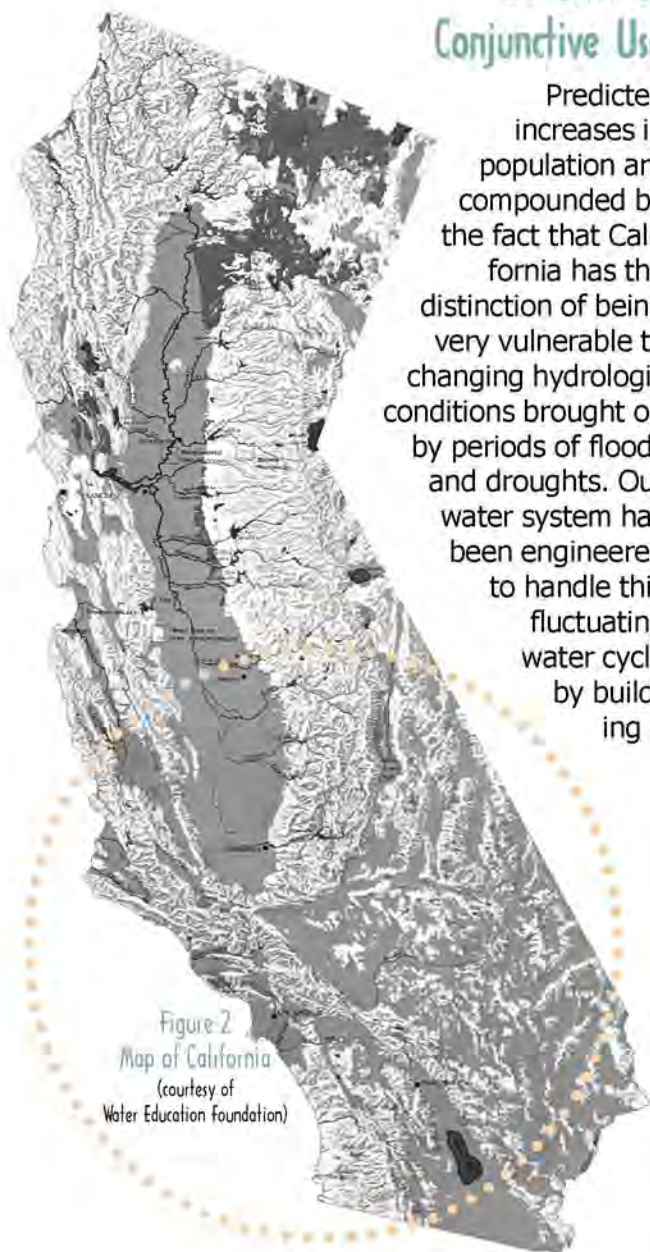 Conjunctive Us
Predicte
increases i
population an
compounded b
the fact that Cal
fornia has th
distinction of bein
very vulnerable t
changing hydrologi
conditions brought o
by periods of flood
and droughts. Ou
water system ha
been engineere
to handle thi
fluctuatin
water cycl
by build
ing
Figure 2
Map of California
(courtesy of
Water Education Foundation)